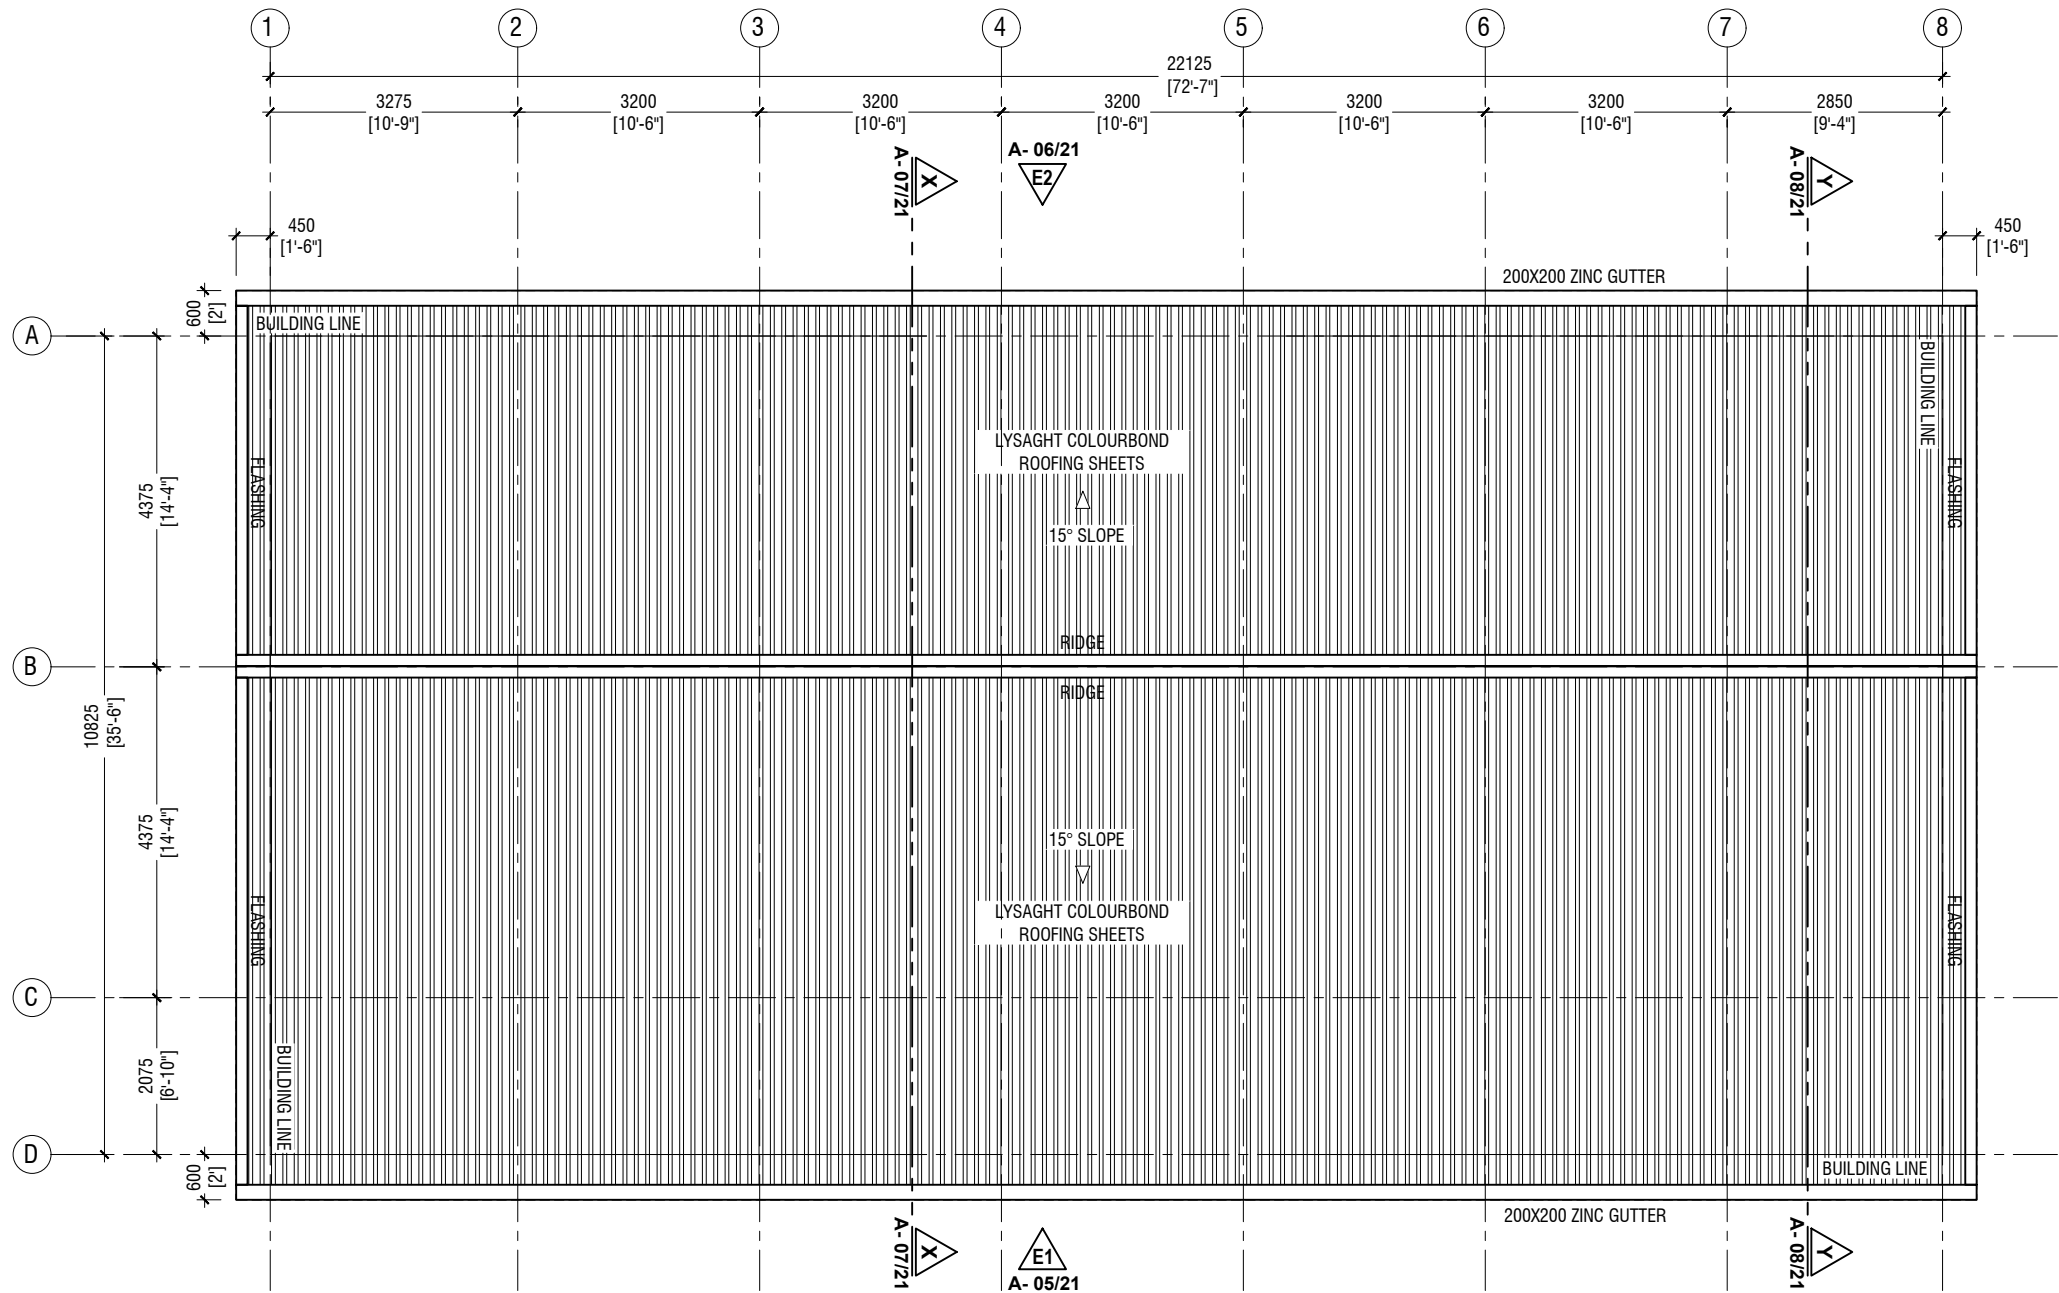 1 2 3 4 5 6 7 8
22125
[72'-7"]
3275 3200 3200 3200 3200 3200 2850
[10'-9"] [10'-6"] [10'-6"] [10'-6"] [10'-6"] [10'-6"] [9'-4"]
A- 07/21
X
A- 06/21
E2
A- 08/21
Y
450
[1'-6"]
450
[1'-6"]
200X200 ZINC GUTTER
600
[2']
BUILDING LINE
A
BUILDING LINE
4375
[14'-4"]
FLASHING
LYSAGHT COLOURBOND
ROOFING SHEETS
15° SLOPE
FLASHING
RIDGE
B
RIDGE
10825
[35'-6"]
4375
[14'-4"]
15° SLOPE
LYSAGHT COLOURBOND
ROOFING SHEETS
FLASHING
FLASHING
C
2075
[6'-10"]
BUILDING LINE
D
600
[2']
BUILDING LINE
200X200 ZINC GUTTER
A- 07/21
X
E1
A- 05/21
A- 08/21
Y